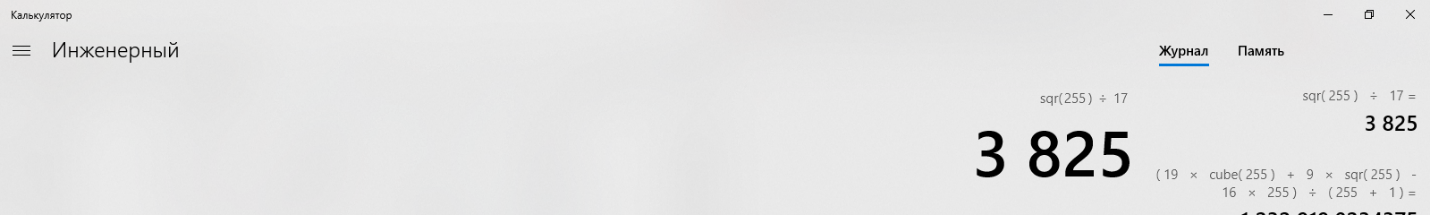 Калькулятор
Инженерный
Журнал Память
sqr( 255 ) ÷ 17
3 825
sqr( 255 ) ÷ 17 =
3 825
( 19 × cube( 255 ) + 9 × sqr( 255 ) -
16 × 255 ) ÷ ( 255 + 1 ) =